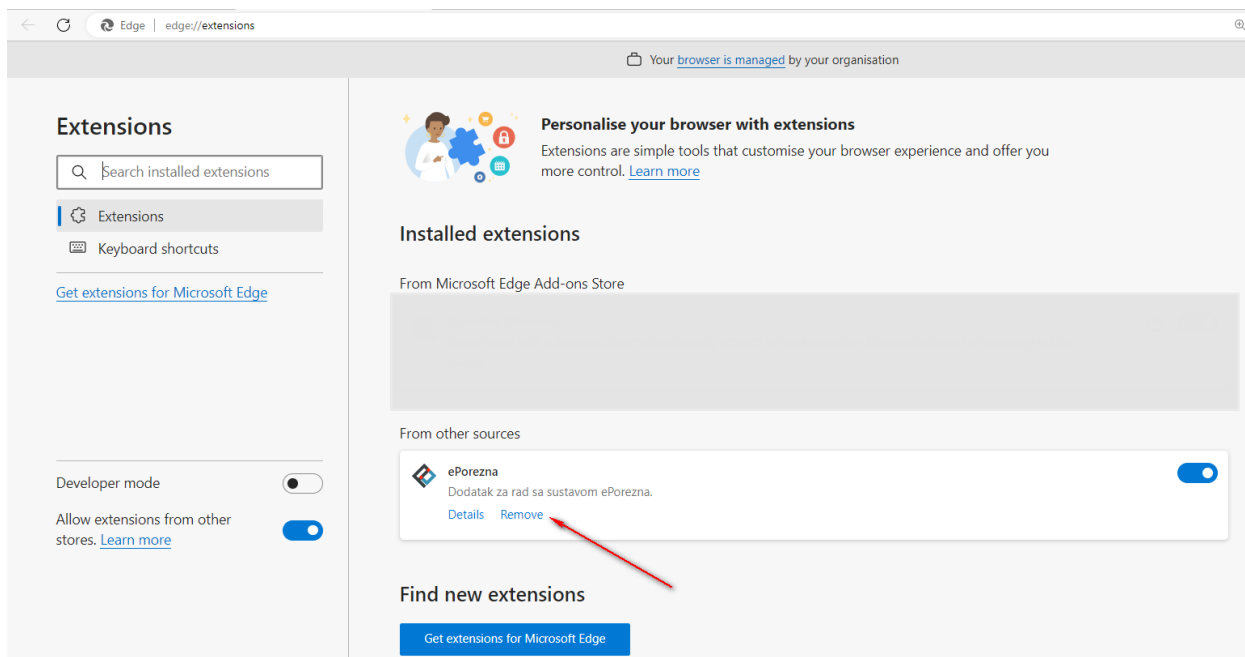 Edge | edge://extensions
Your browser is managed by your organisation
Extensions
Search installed extensions
Extensions
Keyboard shortcuts
Get extensions for Microsoft Edge
Developer mode
Allow extensions from other
stores. Learn more
Personalise your browser with extensions
Extensions are simple tools that customise your browser experience and offer you
more control. Learn more
Installed extensions
From Microsoft Edge Add-ons Store
From other sources
ePorezna
Dodatak za rad sa sustavom ePorezna.
Details Remove
Find new extensions
Get extensions for Microsoft Edge